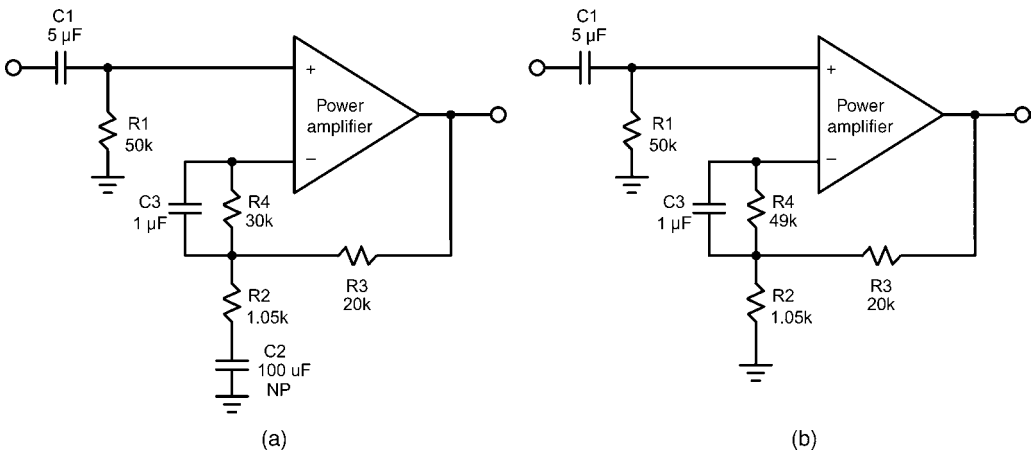 C1
5 µF
+
Power
amplifier
R1
50k
−
C3
1 µF
R4
30k
R3
20k
R2
1.05k
C2
100 uF
NP
(a)
C1
5 µF
+
Power
amplifier
R1
50k
−
C3
1 µF
R4
49k
R3
20k
R2
1.05k
(b)